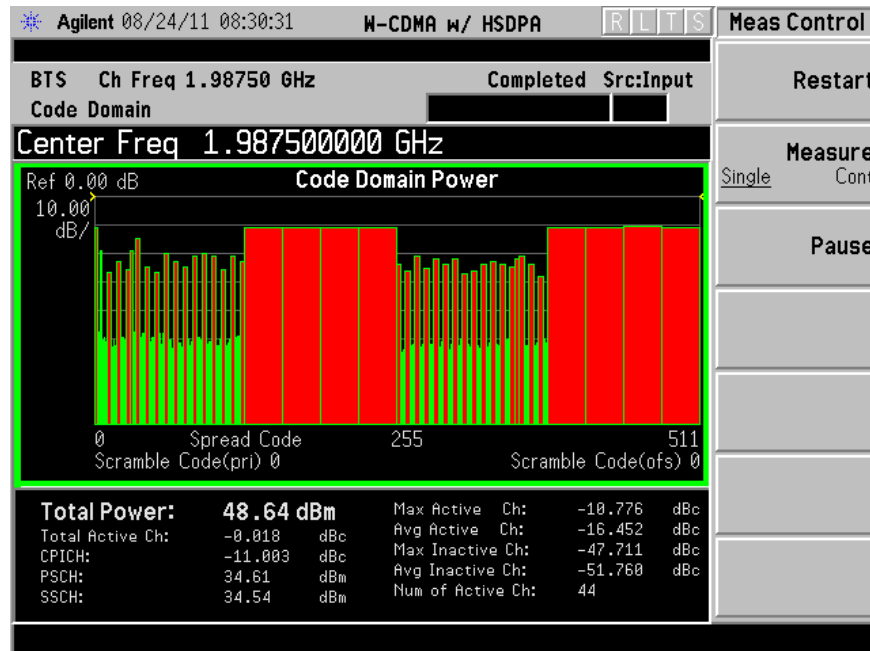 Agilent 08/24/11 08:30:31 W-CDMA w/ HSDPA R L T S Meas Control
BTS Ch Freq 1.98750 GHz Completed Src:Input
Code Domain
Center Freq 1.987500000 GHz
Restart
Measure
Single Cont
Pause
Ref 0.00 dB Code Domain Power
10.00
dB/
0 Spread Code 255 511
Scramble Code(pri) 0 Scramble Code(ofs) 0
Total Power: 48.64 dBm
Total Active Ch: -0.018 dBc
CPICH: -11.003 dBc
PSCH: 34.61 dBm
SSCH: 34.54 dBm
Max Active Ch: -10.776 dBc
Avg Active Ch: -16.452 dBc
Max Inactive Ch: -47.711 dBc
Avg Inactive Ch: -51.760 dBc
Num of Active Ch: 44